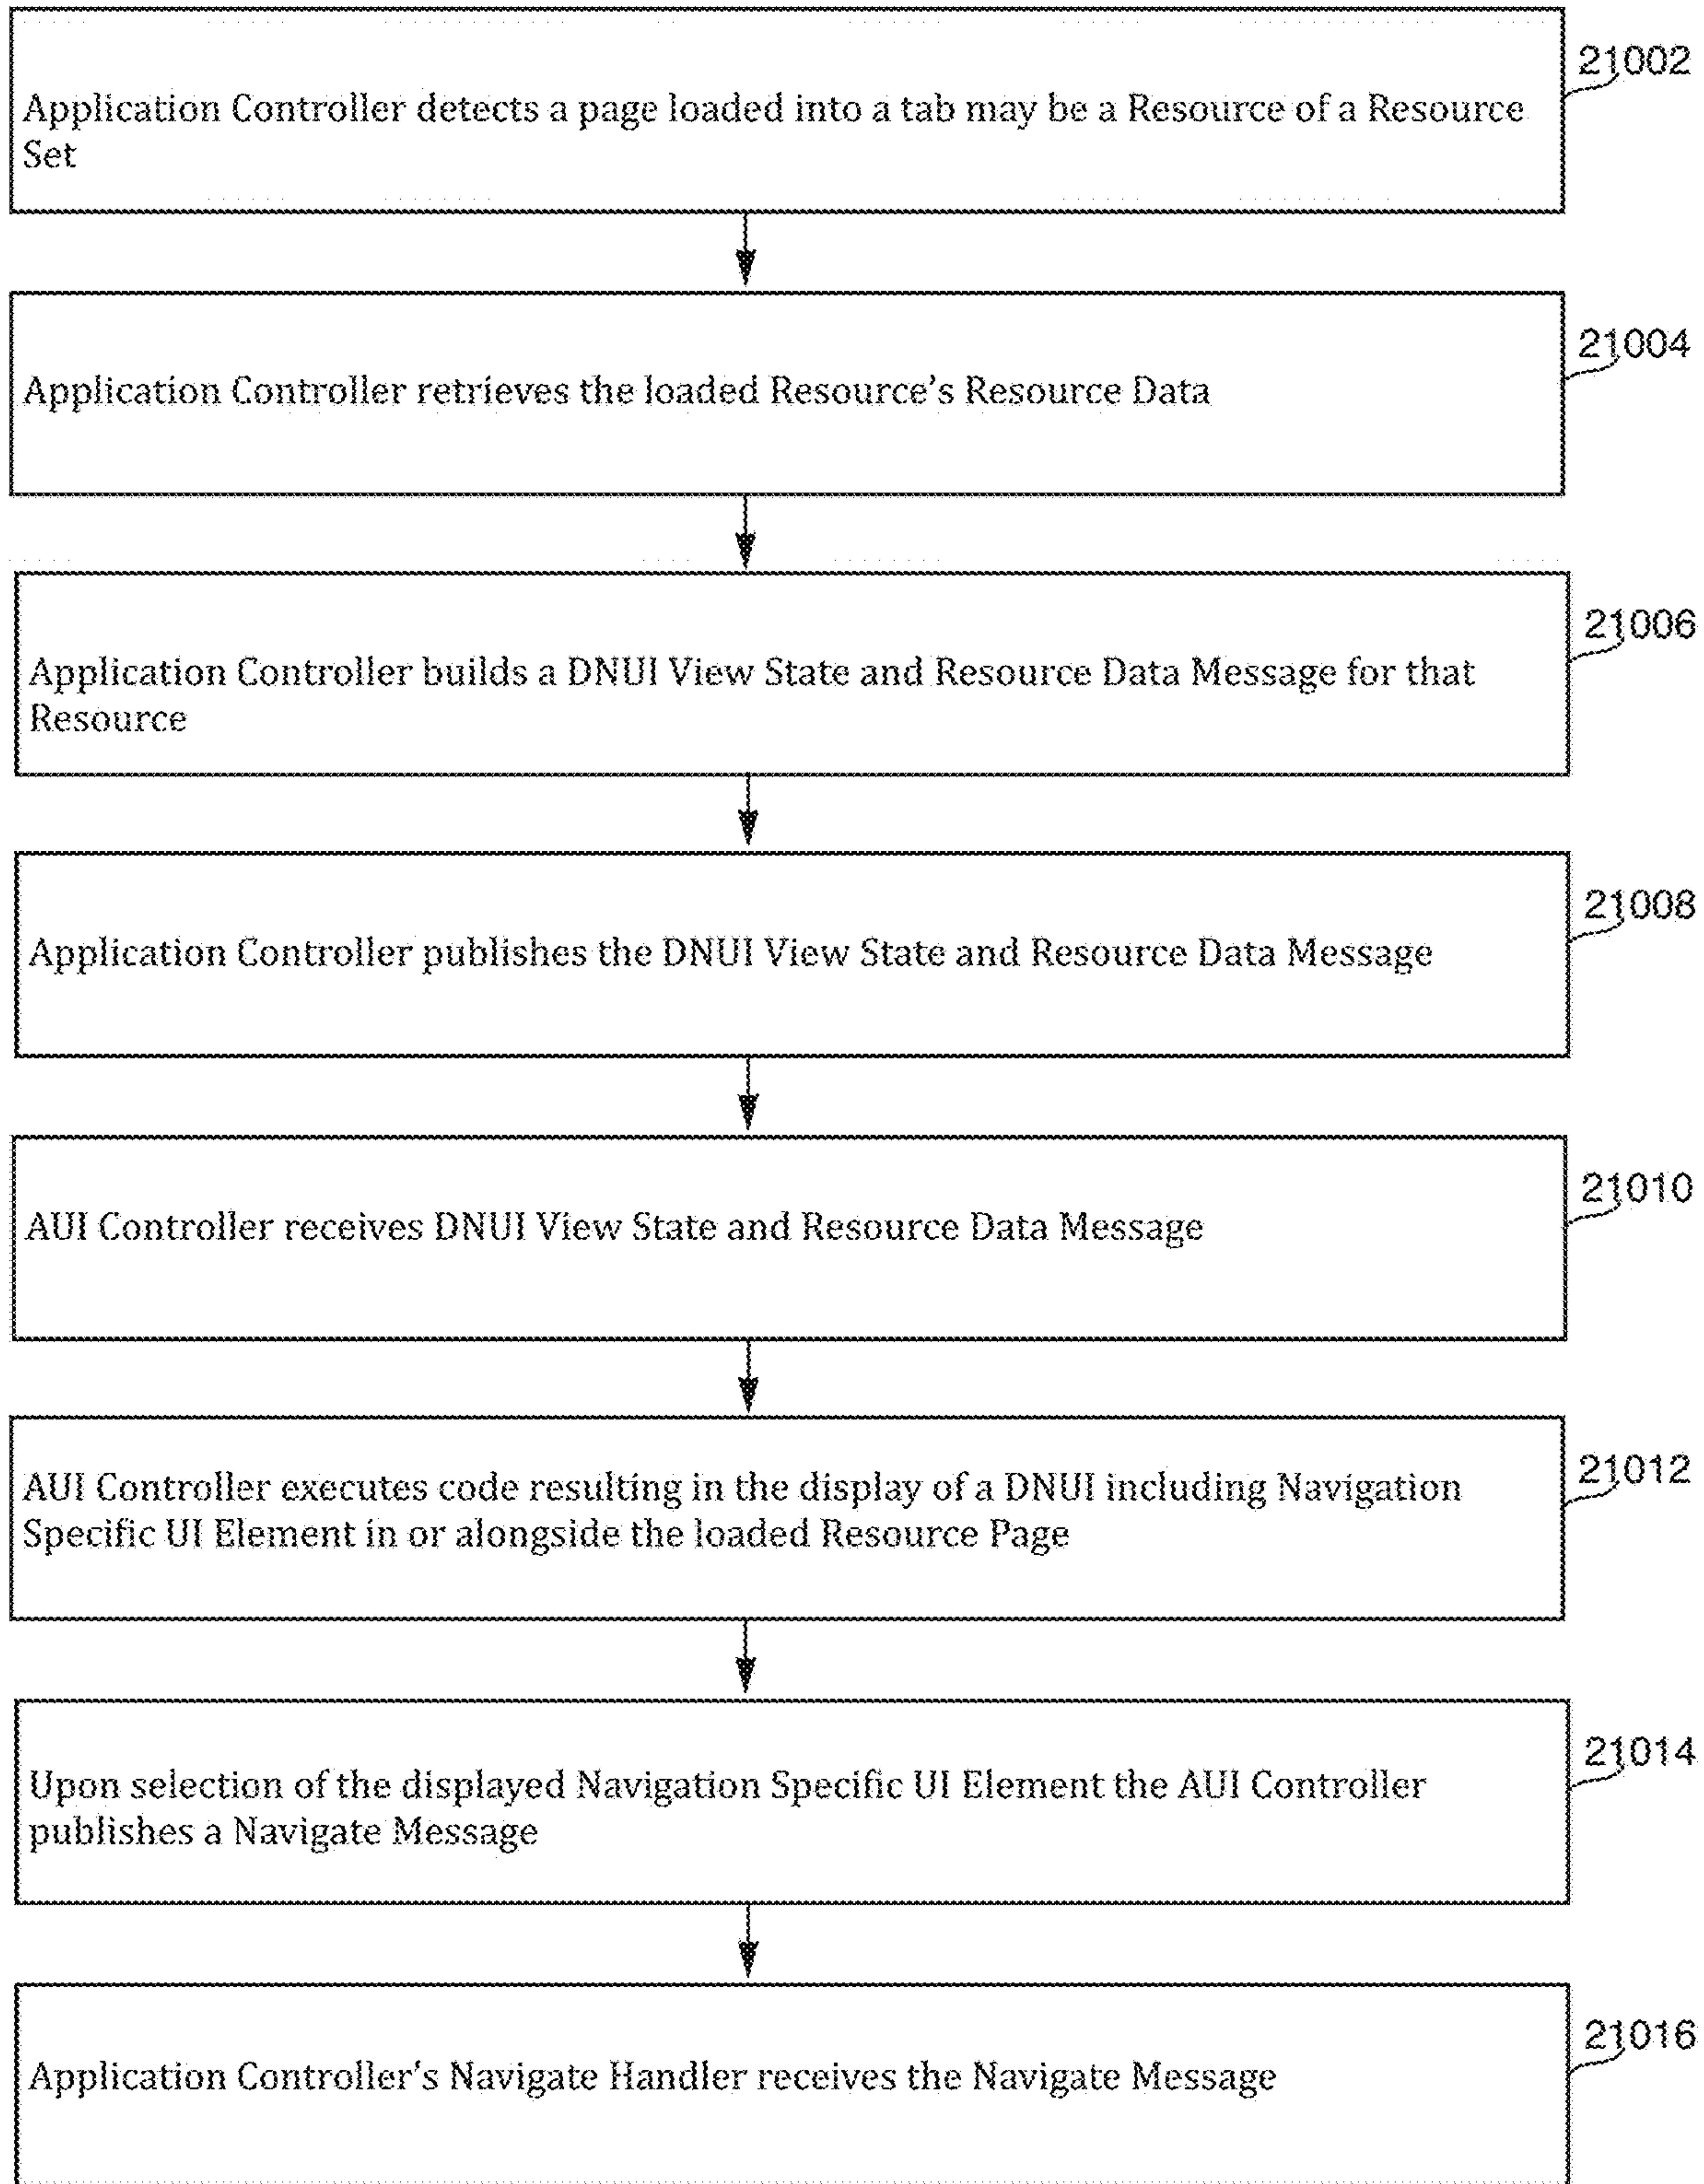 21002
Application Controller detects a page loaded into a tab may be a Resource of a Resource
Set
21004
Application Controller retrieves the loaded Resource's Resource Data
21006
Application Controller builds a DNUI View State and Resource Data Message for that
Resource
21008
Application Controller publishes the DNUI View State and Resource Data Message
21010
AUI Controller receives DNUI View State and Resource Data Message
21012
AUI Controller executes code resulting in the display of a DNUI including Navigation
Specific UI Element in or alongside the loaded Resource Page
21014
Upon selection of the displayed Navigation Specific UI Element the AUI Controller
publishes a Navigate Message
21016
Application Controller's Navigate Handler receives the Navigate Message